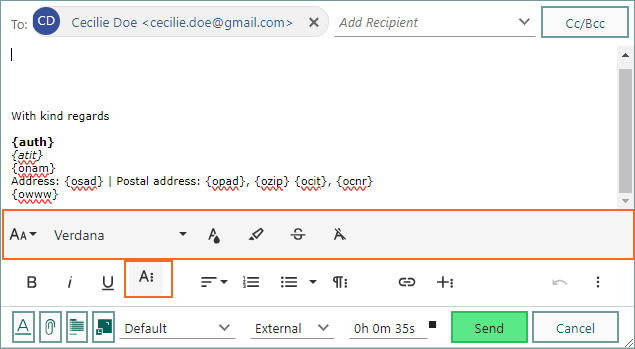 To: CD Cecilie Doe <cecilie.doe@gmail.com> × Add Recipient Cc/Bcc
With kind regards
{auth}
{atit}
{onam}
Address: {osad} | Postal address: {opad}, {ozip} {ocit}, {ocnr}
{owww}
AA Verdana A S A
B i U A
A Default External 0h 0m 35s Send Cancel